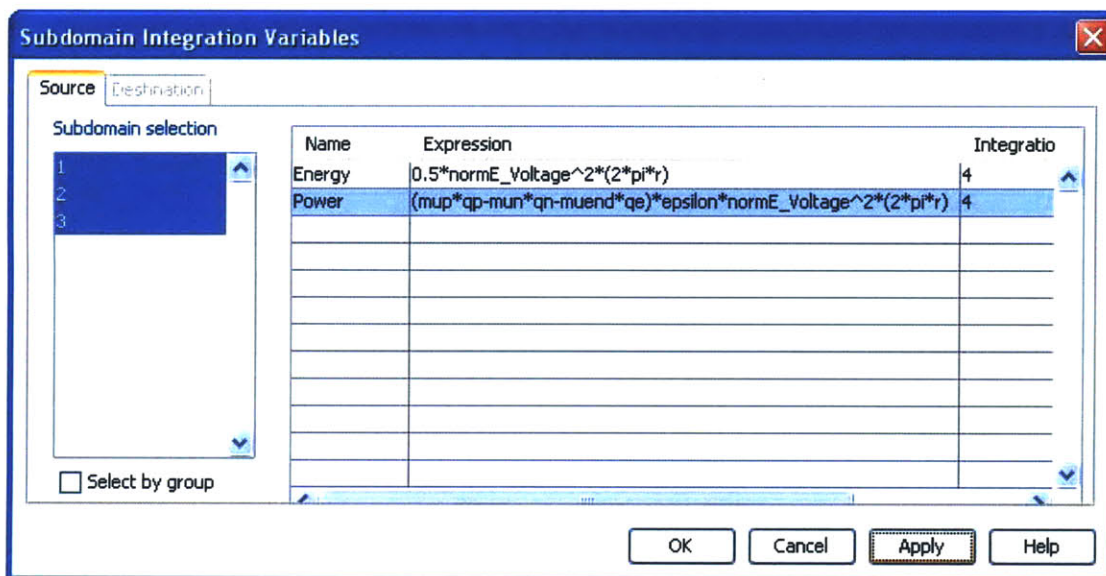 Subdomain Integration Variables
Source Destination
Subdomain selection
1
2
3
Name Expression Integratio
Energy 0.5*normE_Voltage^2*(2*pi*r) 4
Power (mup*qp-mun*qn-muend*qe)*epsilon*normE_Voltage^2*(2*pi*r) 4
Select by group
OK Cancel Apply Help